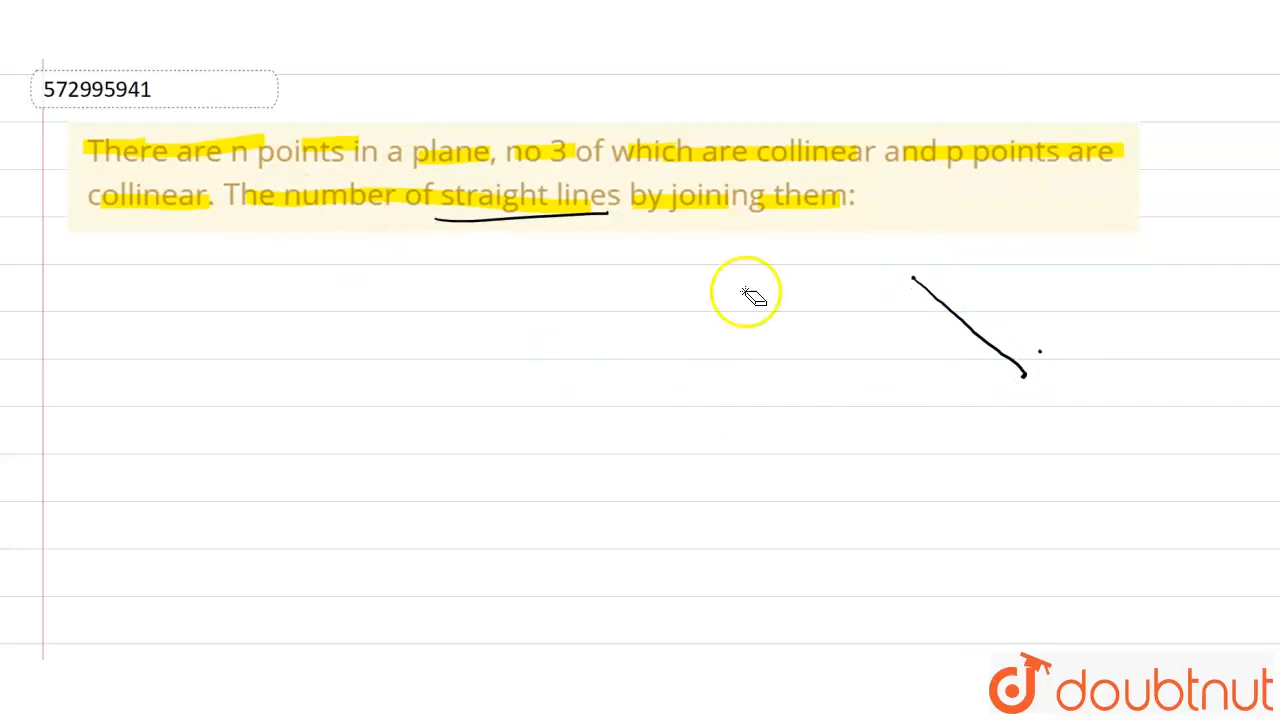 572995941
There are n points in a plane, no 3 of which are collinear and p points are
collinear. The number of straight lines by joining them:
doubtnut